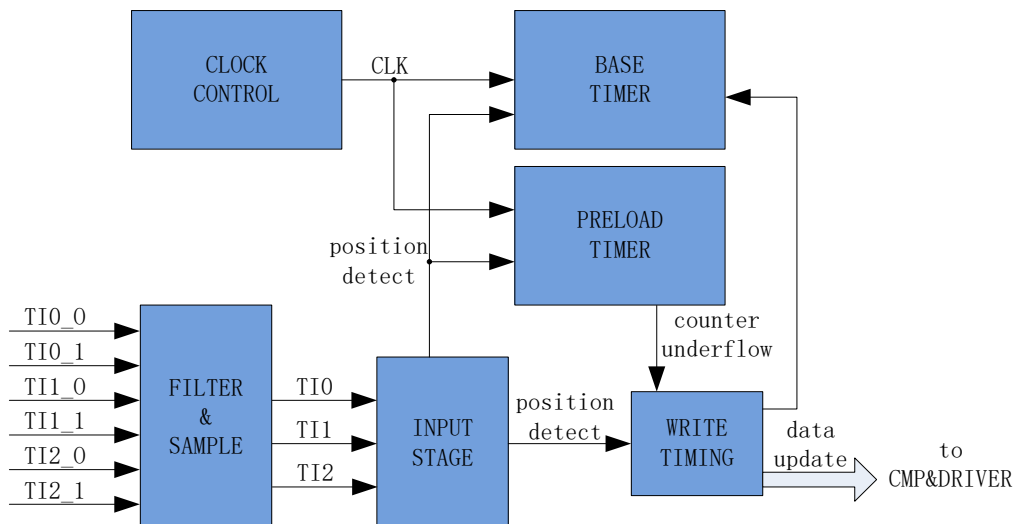 CLOCK
CONTROL
CLK
BASE
TIMER
PRELOAD
TIMER
position
detect
counter
underflow
TI0_0
TI0_1
TI1_0
TI1_1
TI2_0
TI2_1
FILTER
&
SAMPLE
TI0
TI1
TI2
INPUT
STAGE
position
detect
WRITE
TIMING
data
update
to
CMP&DRIVER